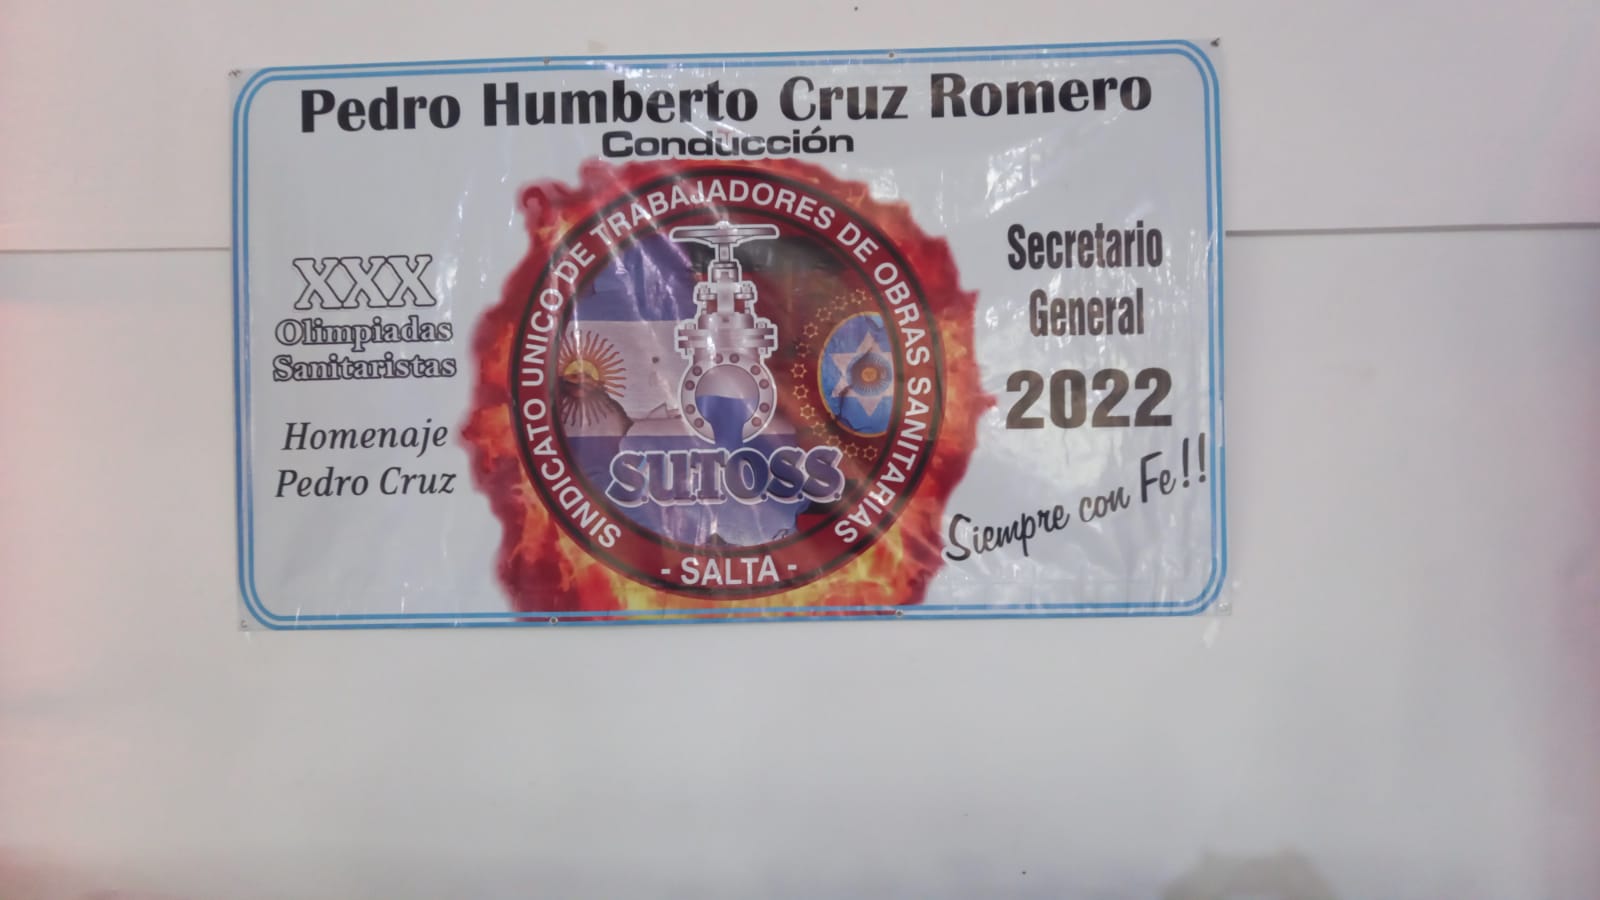 Pedro Humberto Cruz Romero
Conducción
XXX
Olimpiadas
Sanitaristas
Homenaje
Pedro Cruz
SINDICATO UNICO DE TRABAJADORES DE OBRAS SANITARIAS
S.U.T.O.S.S.
- SALTA -
Secretario
General
2022
Siempre con Fe!!